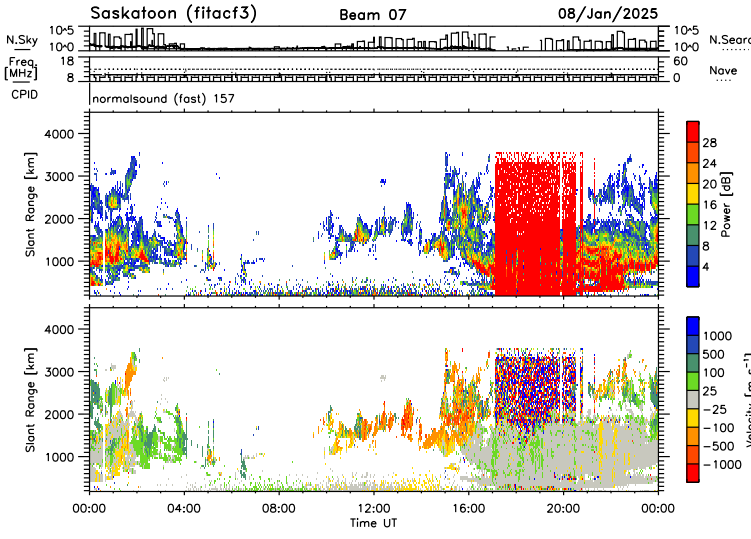 Saskatoon (fitacf3) Beam 07 08/Jan/2025
N.Sky 10^5 10^0 10^5 10^0 N.Sear
Freq. [MHz] 18 8 60 0 Nave
CPID normalsound (fast) 157
Slant Range [km] 4000 3000 2000 1000
Power [dB] 28 24 20 16 12 8 4
Slant Range [km] 4000 3000 2000 1000
Velocity [m s^-1] 1000 500 100 25 -25 -100 -500 -1000
00:00 04:00 08:00 12:00 16:00 20:00 00:00
Time UT